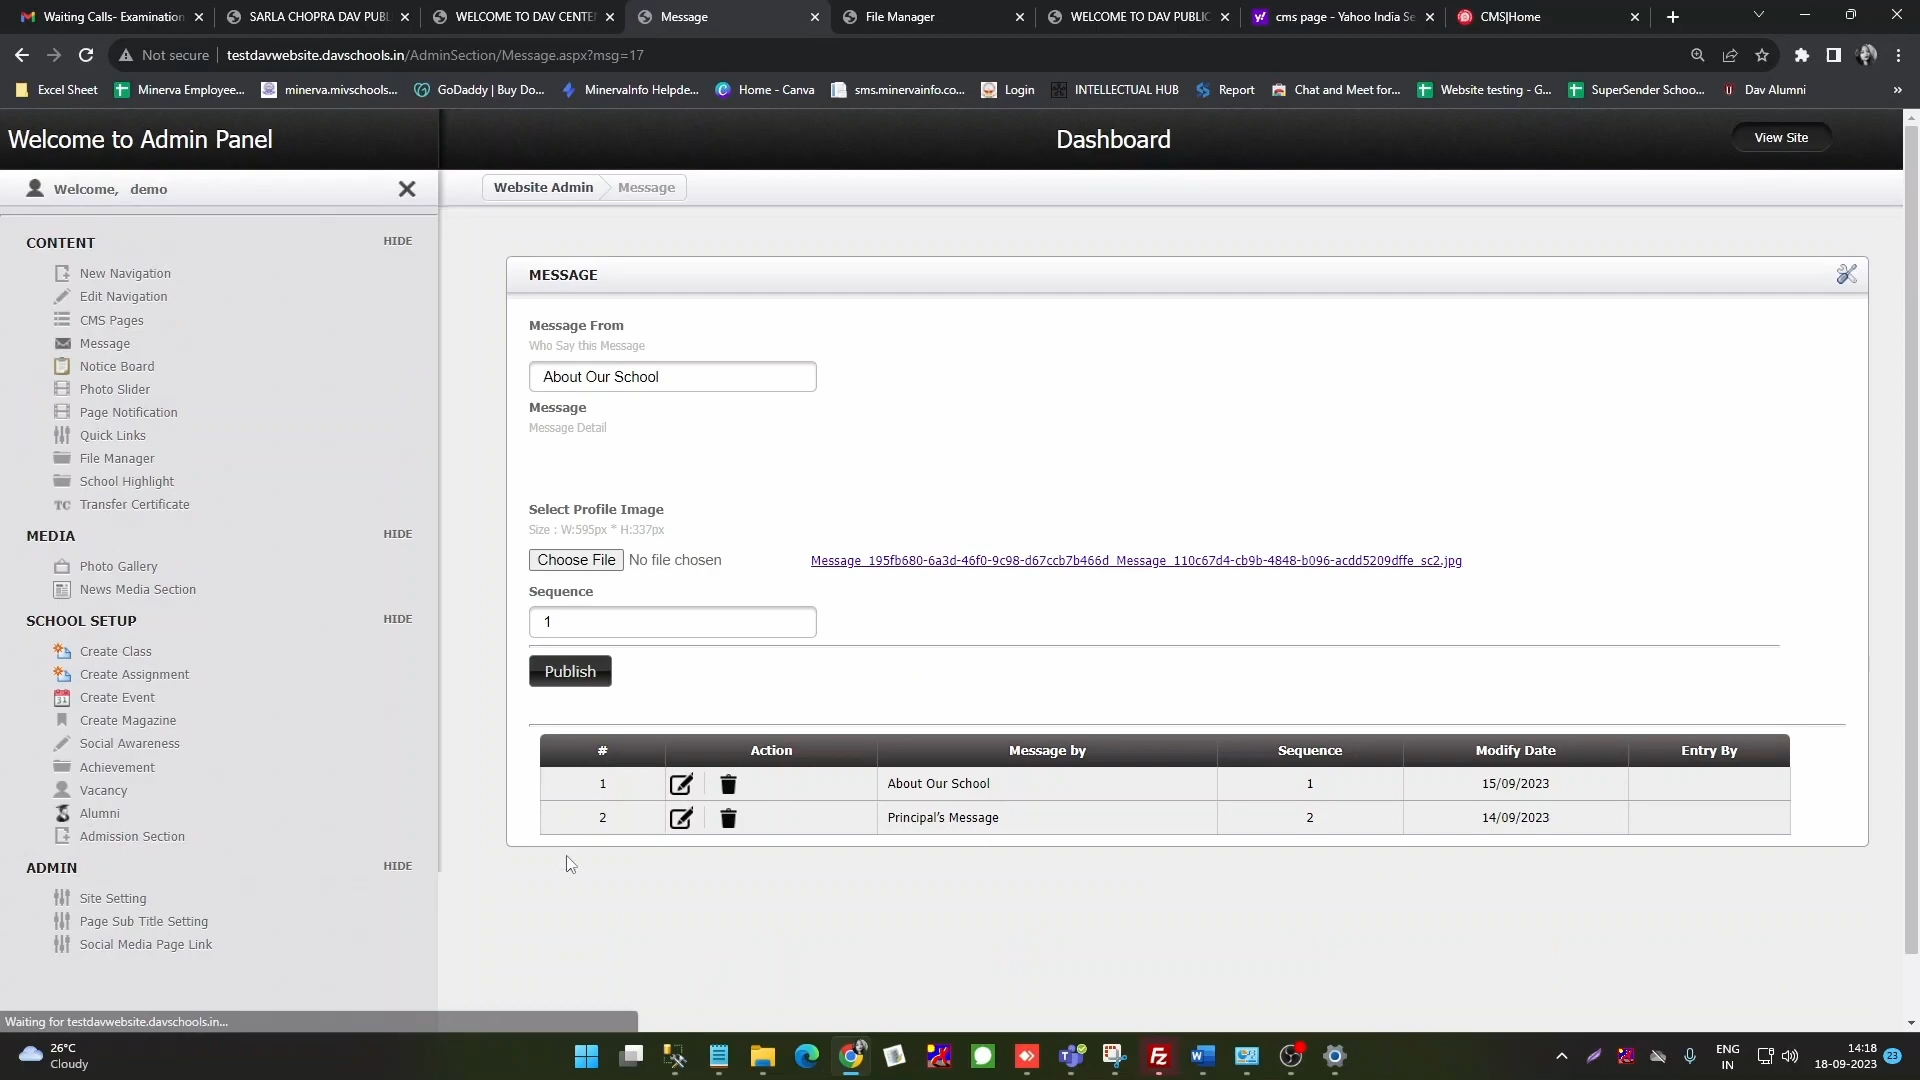 Waiting Calls- Examination
SARLA CHOPRA DAV PUBL
WELCOME TO DAV CENTE
Message
File Manager
WELCOME TO DAV PUBLIC
cms page - Yahoo India Se
CMS|Home
Not secure
testdavwebsite.davschools.in/AdminSection/Message.aspx?msg=17
Excel Sheet
Minerva Employee...
minerva.mivschools...
GoDaddy | Buy Do...
MinervaInfo Helpde...
Home - Canva
sms.minervainfo.co...
Login
INTELLECTUAL HUB
Report
Chat and Meet for...
Website testing - G...
SuperSender Schoo...
Dav Alumni
»
Welcome to Admin Panel
Dashboard
View Site
Welcome, demo
Website Admin
Message
CONTENT
HIDE
New Navigation
Edit Navigation
CMS Pages
Message
Notice Board
Photo Slider
Page Notification
Quick Links
File Manager
School Highlight
TC Transfer Certificate
MEDIA
HIDE
Photo Gallery
News Media Section
SCHOOL SETUP
HIDE
Create Class
Create Assignment
31 Create Event
Create Magazine
Social Awareness
Achievement
Vacancy
Alumni
Admission Section
ADMIN
HIDE
Site Setting
Page Sub Title Setting
Social Media Page Link
MESSAGE
Message From
Who Say this Message
About Our School
Message
Message Detail
Select Profile Image
Size : W:595px * H:337px
Choose File No file chosen
Message_195fb680-6a3d-46f0-9c98-d67ccb7b466d_Message_110c67d4-cb9b-4848-b096-acdd5209dffe_sc2.jpg
Sequence
1
Publish
# Action Message by Sequence Modify Date Entry By
1 About Our School 1 15/09/2023
2 Principal's Message 2 14/09/2023
Waiting for testdavwebsite.davschools.in...
26°C
Cloudy
ENG
IN
14:18
18-09-2023
23